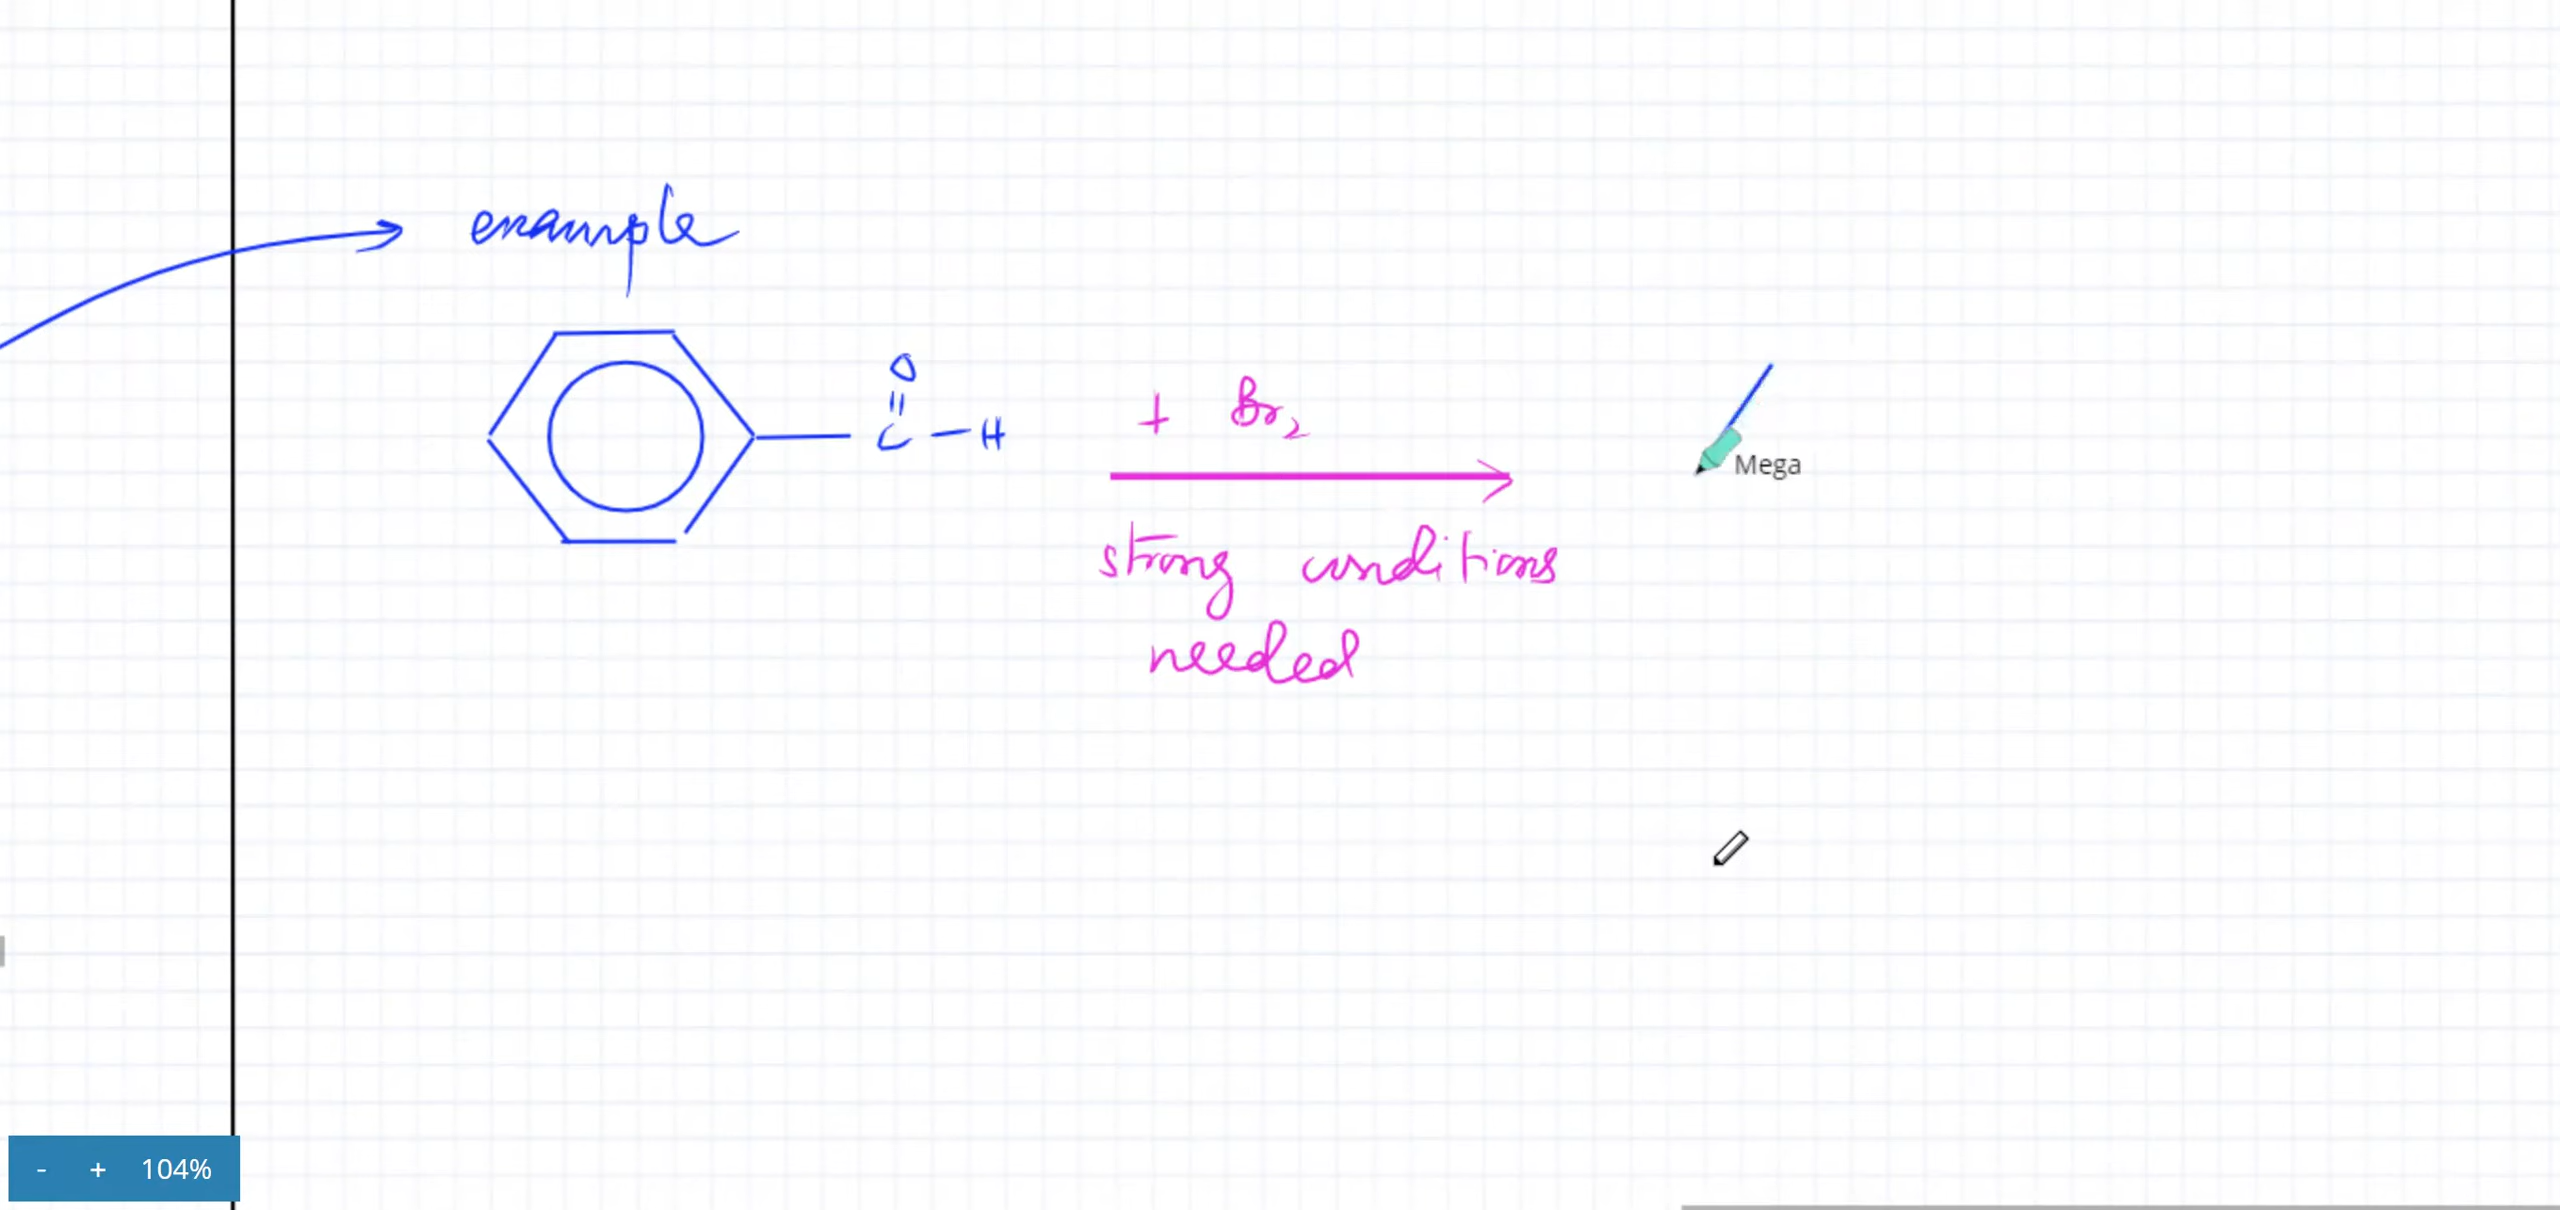 example
O
||
C - H
+ Br₂
Mega
strong conditions
needed
- + 104%